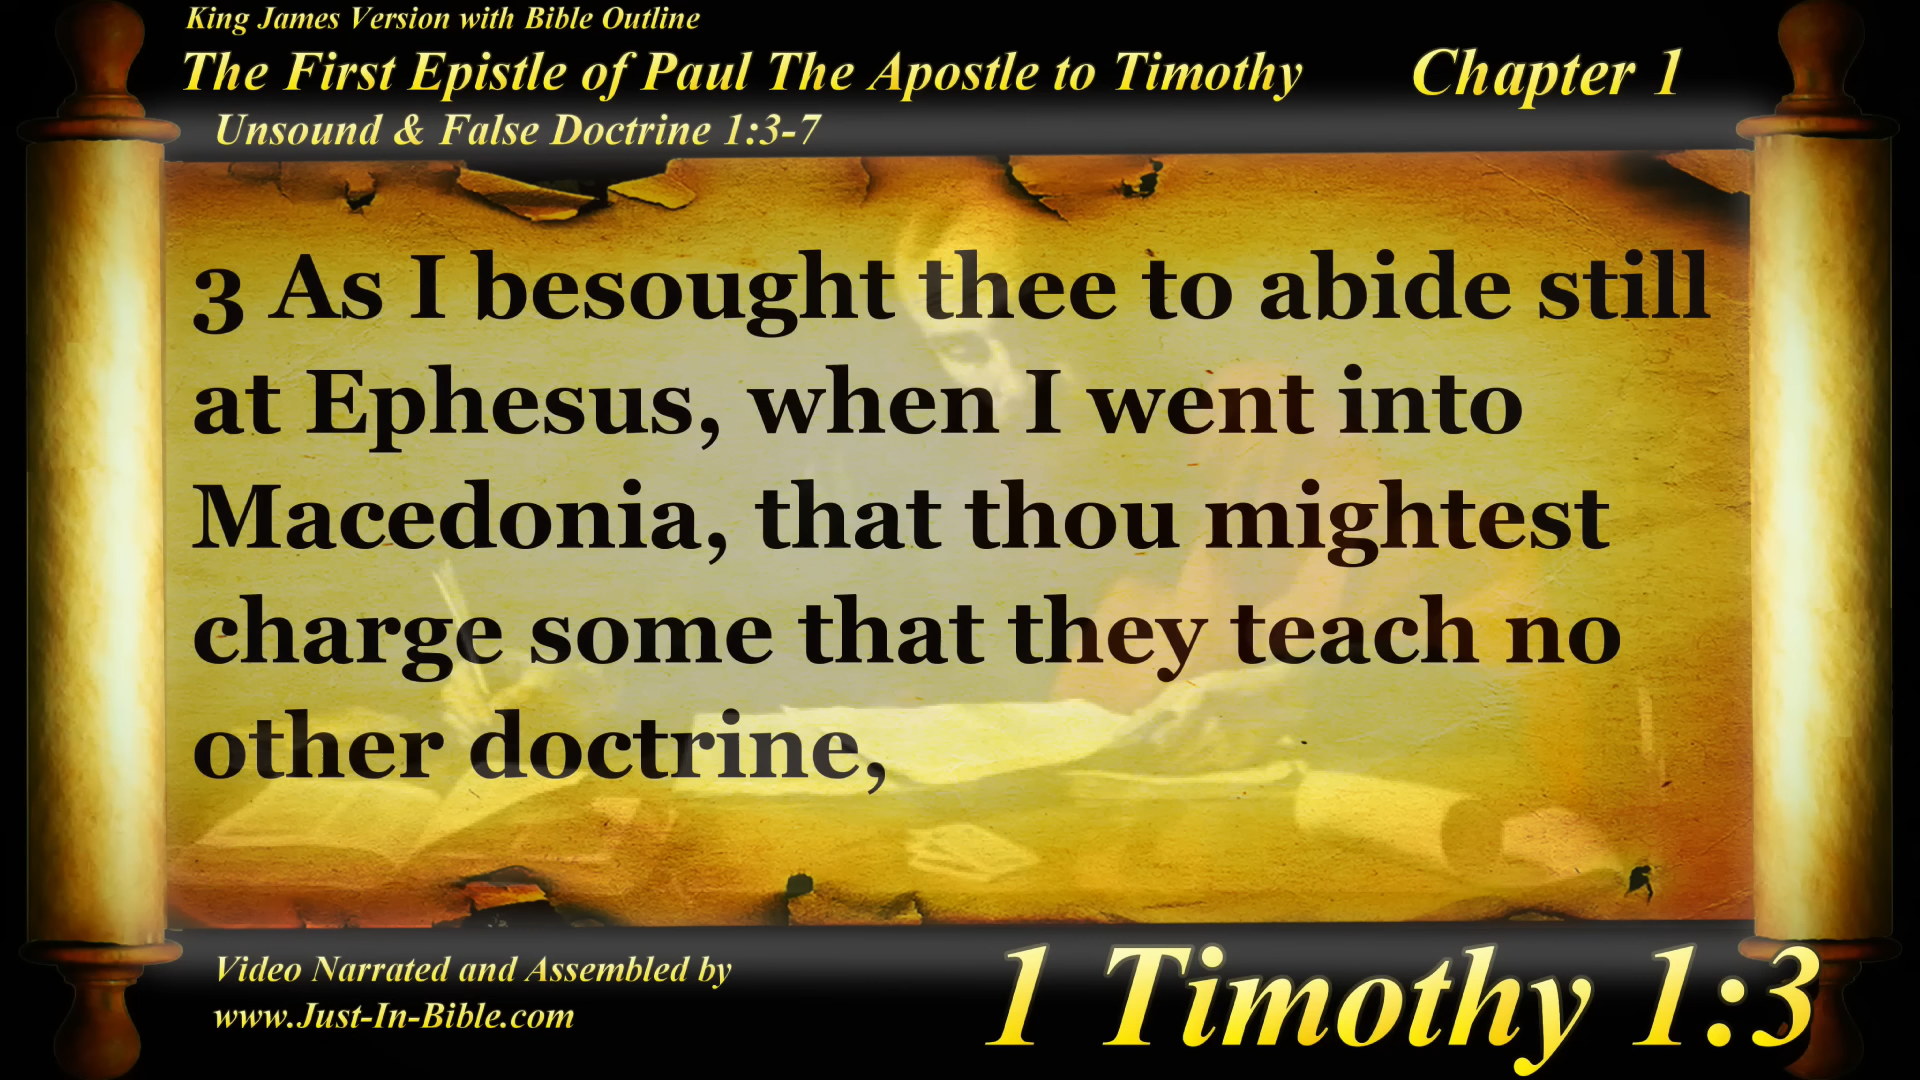 King James Version with Bible Outline
The First Epistle of Paul The Apostle to Timothy Chapter 1
Unsound & False Doctrine 1:3-7
3 As I besought thee to abide still
at Ephesus, when I went into
Macedonia, that thou mightest
charge some that they teach no
other doctrine,
Video Narrated and Assembled by
www.Just-In-Bible.com
1 Timothy 1:3